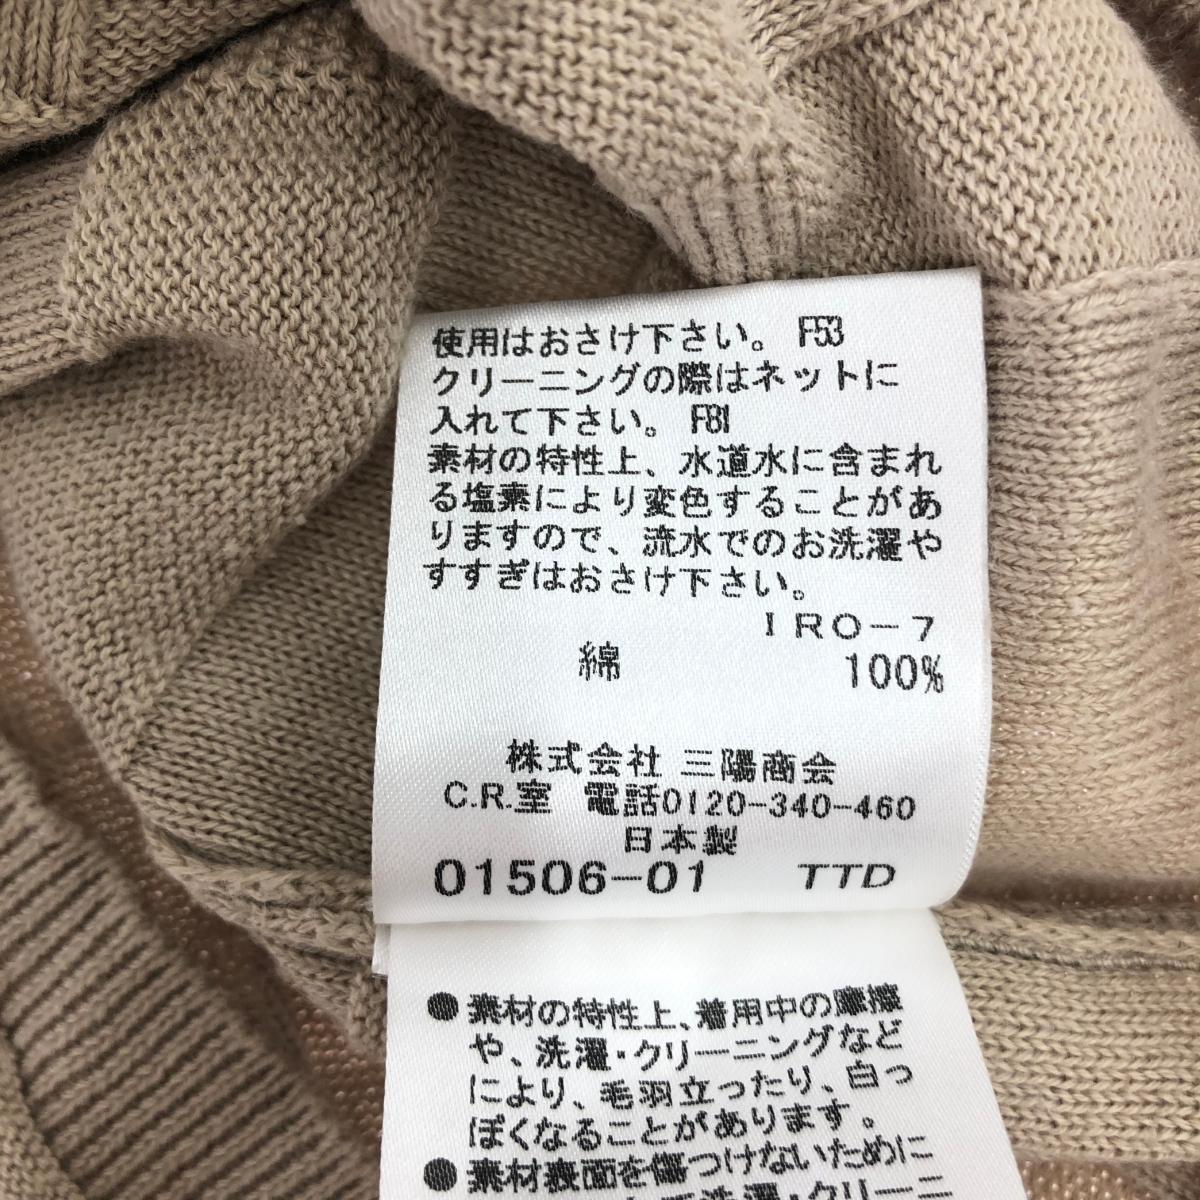 使用はおさけ下さい。 F53
クリーニングの際はネットに
入れて下さい。 F81
素材の特性上、水道水に含まれ
る塩素により変色することがあ
りますので、流水でのお洗濯や
すすぎはおさけ下さい。
IRO-7
綿 100%
株式会社 三陽商会
C.R.室 電話0120-340-460
日本製
01506-01 TTD
●素材の特性上、着用中の摩擦
や、洗濯・クリーニングなど
により、毛羽立ったり、白っ
ぽくなることがあります。
●素材表面を傷つけないために
洗濯・クリーニ